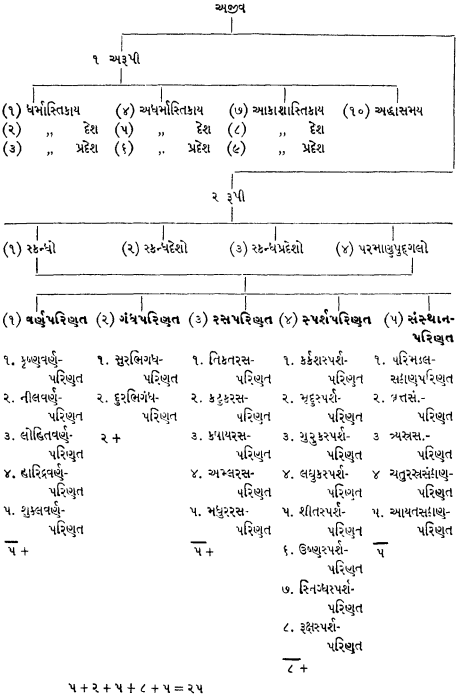 અજીવ
૧ અરૂપી
(૧) ધર્માસ્તિકાય (૪) અધર્માસ્તિકાય (૭) આકાશાસ્તિકાય (૧૦) અદ્ધાસમય
(૨) ,, દેશ (૫) ,, દેશ (૮) ,, દેશ
(૩) ,, પ્રદેશ (૬) ,, પ્રદેશ (૯) ,, પ્રદેશ
૨ રૂપી
(૧) સ્કન્ધો (૨) સ્કન્ધદેશો (૩) સ્કન્ધપ્રદેશો (૪) પરમાણુપુદ્ગલો
(૧) વર્ણપરિણત (૨) ગંધપરિણત (૩) રસપરિણત (૪) સ્પર્શપરિણત (૫) સંસ્થાન-
પરિણત
૧. કૃષ્ણવર્ણ- ૧. સુરભિગંધ- ૧. તિકતરસ- ૧. કર્કશસ્પર્શ- ૧. પરિમંડલ-
પરિણત પરિણત પરિણત પરિણત સઠાણપરિણત
૨. નીલવર્ણ- ૨. દુરભિગંધ- ૨. કટુકરસ- ૨. મૃદુસ્પર્શ- ૨. વૃત્તસં.-
પરિણત પરિણત પરિણત પરિણત પરિણત
૩. લોહિતવર્ણ- ૨ + ૩. કષાયરસ- ૩. ગુરુકસ્પર્શ- ૩ ત્ર્યસ્રસ.-
પરિણત પરિણત પરિણત પરિણત
૪. હારિદ્રવર્ણ- ૪. અમ્લરસ- ૪. લઘુકસ્પર્શ- ૪ ચતુરસ્રસંઠાણ-
પરિણત પરિણત પરિણત પરિણત
૫. શુકલવર્ણ- ૫. મધુરરસ- ૫. શીતસ્પર્શ- ૫. આયતસઠાણ-
પરિણત પરિણત પરિણત પરિણત
૫ + ૫ + ૬. ઉષ્ણસ્પર્શ- ૫
પરિણત
૭. સ્નિગ્ધસ્પર્શ-
પરિણત
૮. રૂક્ષસ્પર્શ-
પરિણત
૮ +
૫ + ૨ + ૫ + ૮ + ૫ = ૨૫